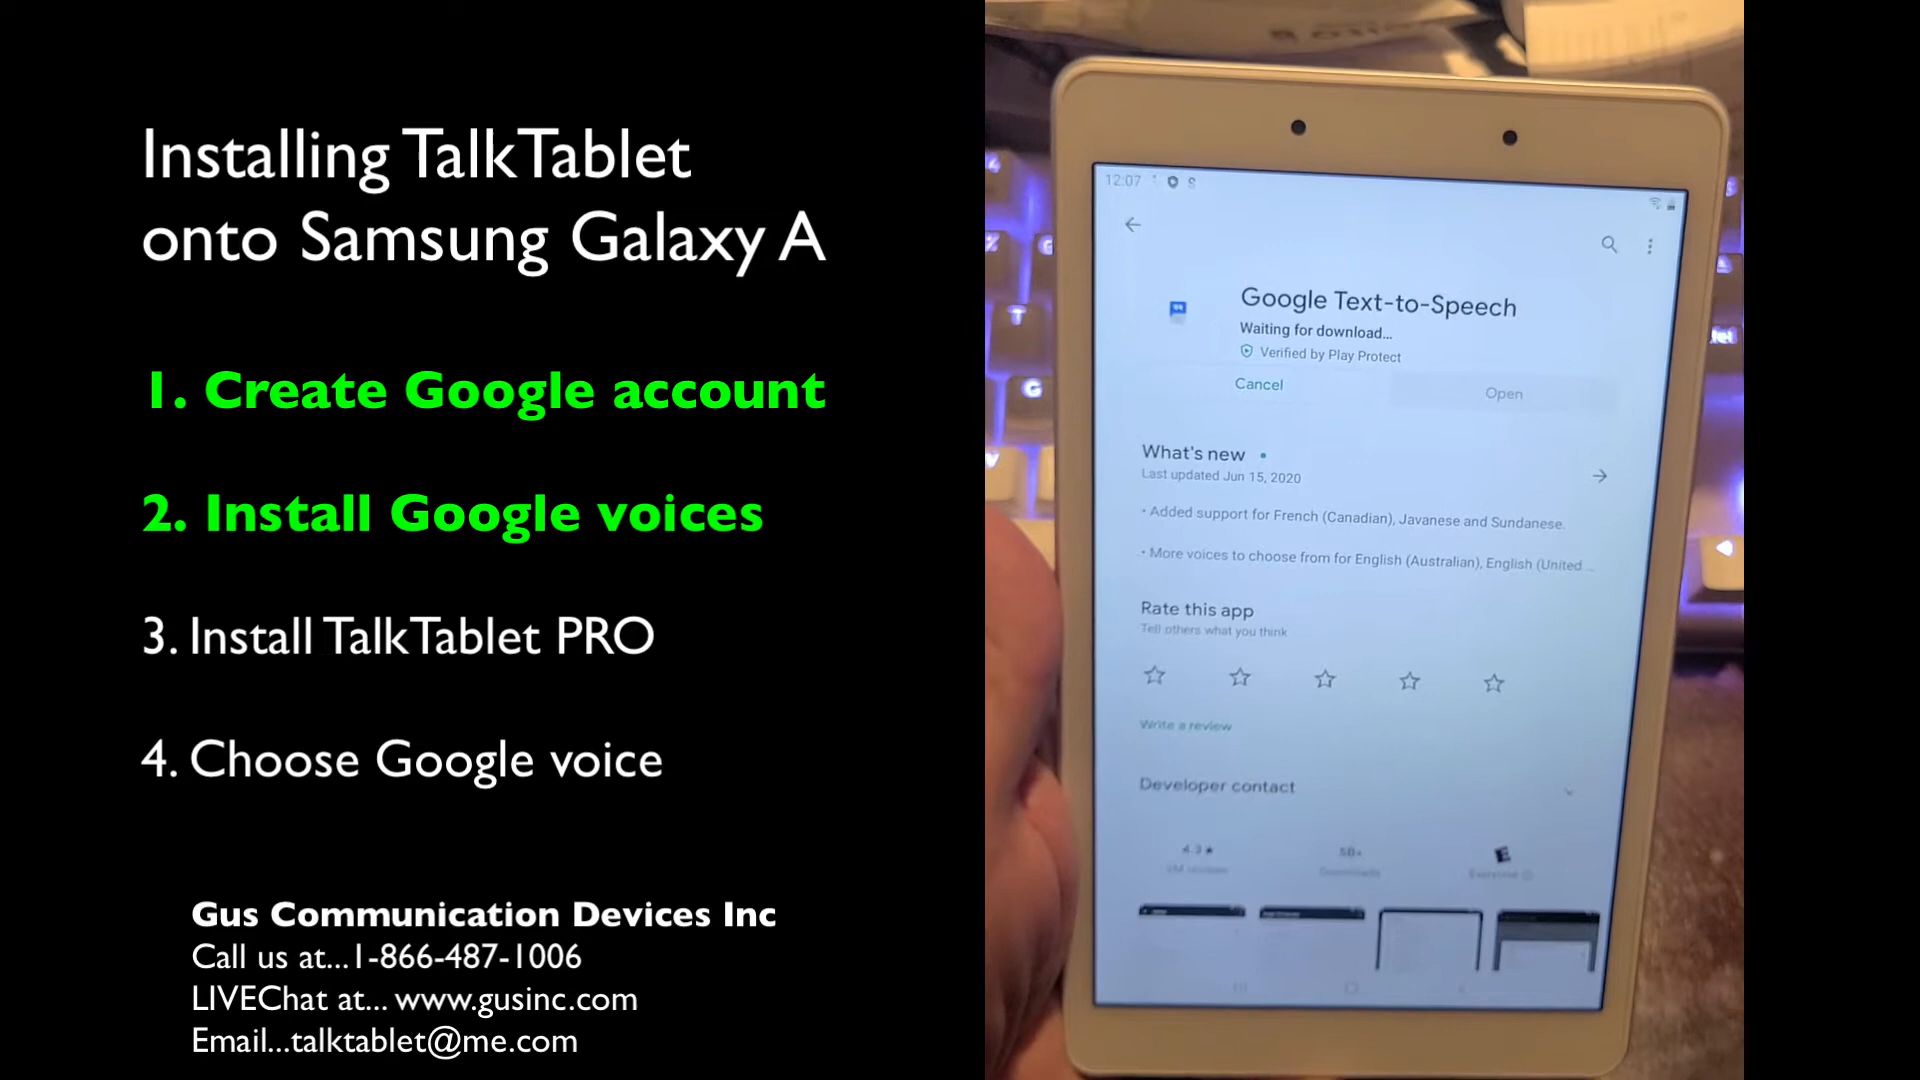 Installing TalkTablet
onto Samsung Galaxy A
1. Create Google account
2. Install Google voices
3. Install TalkTablet PRO
4. Choose Google voice
Gus Communication Devices Inc
Call us at...1-866-487-1006
LIVEChat at... www.gusinc.com
Email...talktablet@me.com
12:07
Google Text-to-Speech
Waiting for download...
Verified by Play Protect
Cancel
Open
What's new
Last updated Jun 15, 2020
• Added support for French (Canadian), Javanese and Sundanese.
• More voices to choose from for English (Australian), English (United ...
Rate this app
Tell others what you think
Write a review
Developer contact
4.3★
Downloads
Everyone